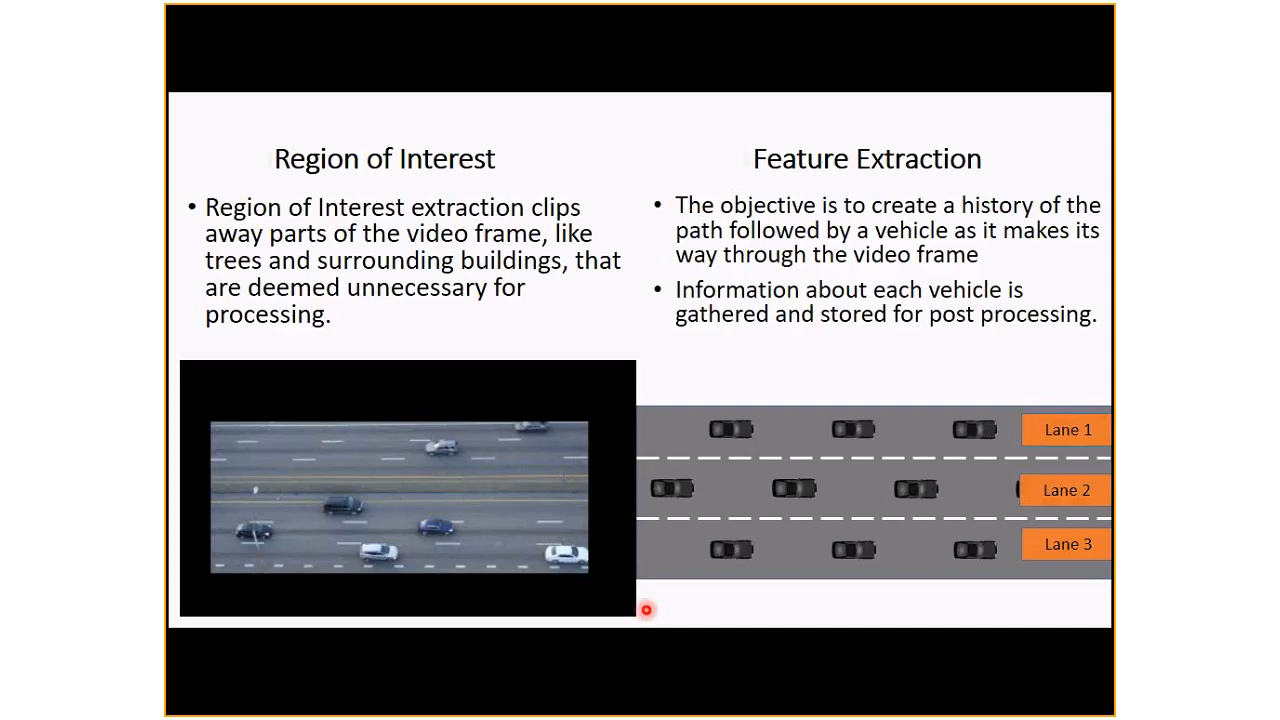 Region of Interest
• Region of Interest extraction clips
away parts of the video frame, like
trees and surrounding buildings, that
are deemed unnecessary for
processing.
Feature Extraction
• The objective is to create a history of the
path followed by a vehicle as it makes its
way through the video frame
• Information about each vehicle is
gathered and stored for post processing.
Lane 1
Lane 2
Lane 3